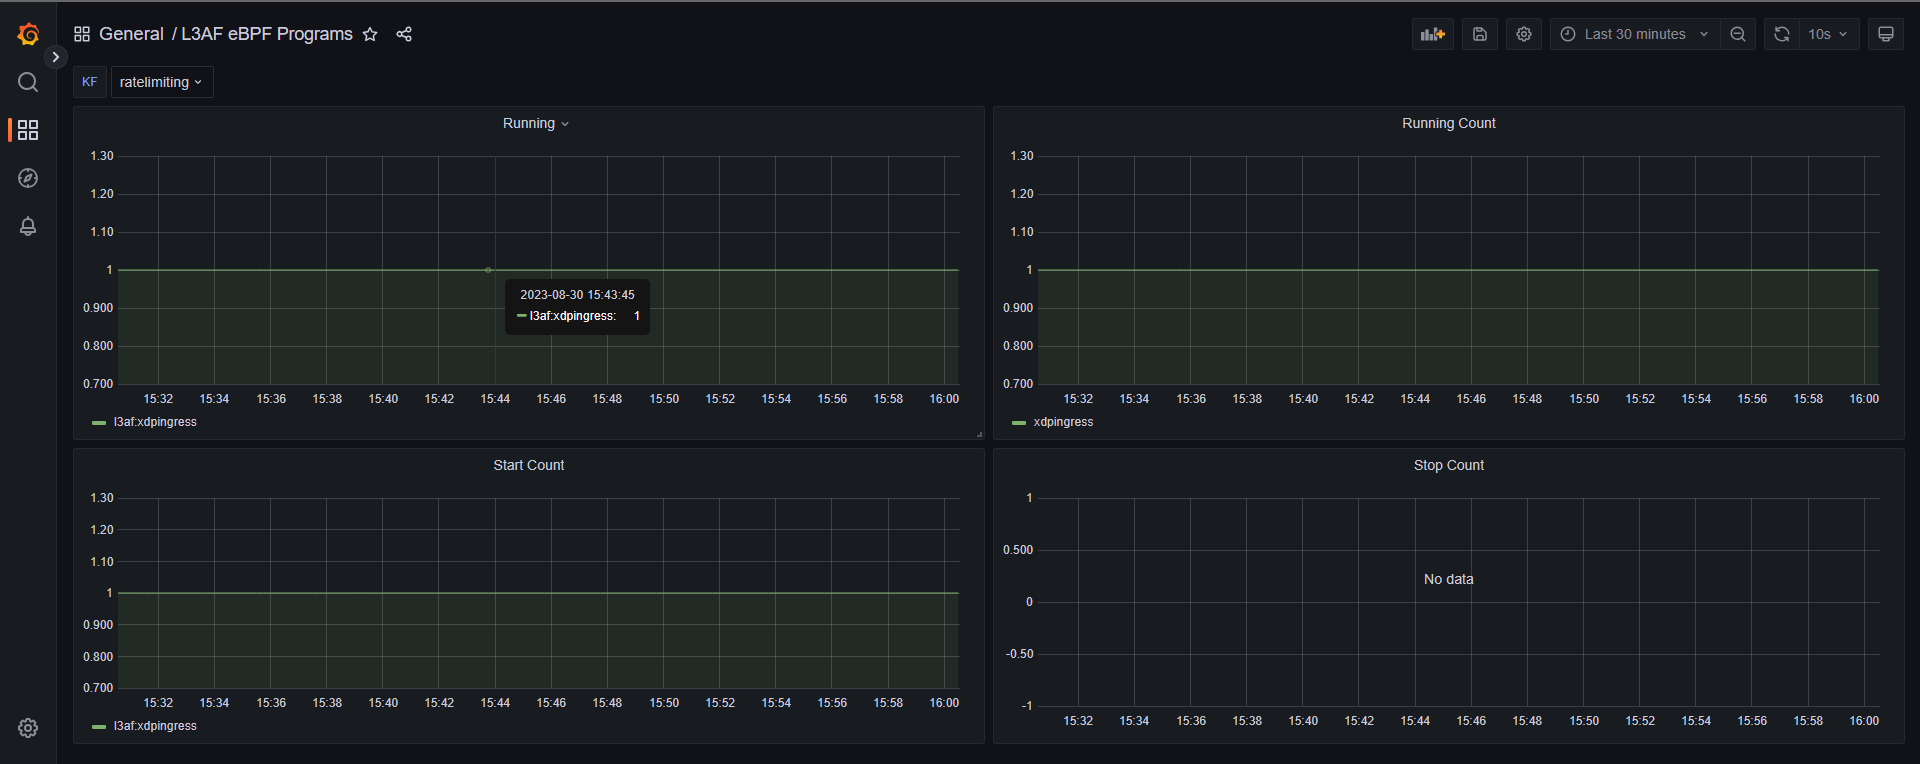 General / L3AF eBPF Programs
Last 30 minutes
10s
KF ratelimiting
Running
1.30
1.20
1.10
1
0.900
0.800
0.700
15:32 15:34 15:36 15:38 15:40 15:42 15:44 15:46 15:48 15:50 15:52 15:54 15:56 15:58 16:00
l3af:xdpingress
2023-08-30 15:43:45
l3af:xdpingress: 1
Running Count
1.30
1.20
1.10
1
0.900
0.800
0.700
15:32 15:34 15:36 15:38 15:40 15:42 15:44 15:46 15:48 15:50 15:52 15:54 15:56 15:58 16:00
xdpingress
Start Count
1.30
1.20
1.10
1
0.900
0.800
0.700
15:32 15:34 15:36 15:38 15:40 15:42 15:44 15:46 15:48 15:50 15:52 15:54 15:56 15:58 16:00
l3af:xdpingress
Stop Count
1
0.500
No data
0
-0.50
-1
15:32 15:34 15:36 15:38 15:40 15:42 15:44 15:46 15:48 15:50 15:52 15:54 15:56 15:58 16:00